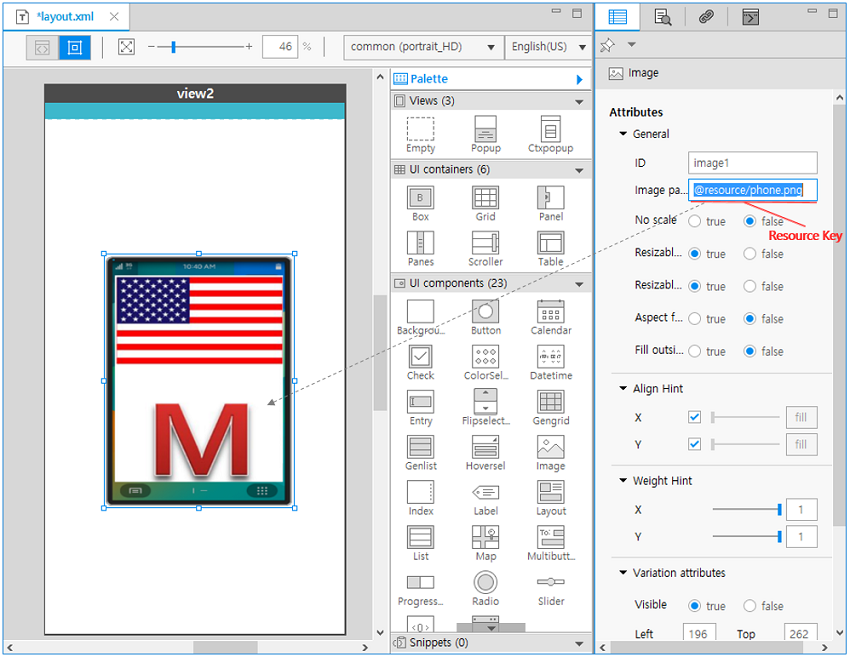 *layout.xml
46 %
common (portrait_HD)
English(US)
view2
10:40 AM
M
Palette
Views (3)
Empty Popup Ctxpopup
UI containers (6)
Box Grid Panel
Panes Scroller Table
UI components (23)
Backgrou... Button Calendar
Check ColorSel... Datetime
Entry Flipselect... Gengrid
Genlist Hoversel Image
Index Label Layout
List Map Multibutt...
Progress... Radio Slider
Snippets (0)
Image
Attributes
General
ID image1
Image pa... @resource/phone.png
No scale true false
Resource Key
Resizabl... true false
Resizabl... true false
Aspect f... true false
Fill outsi... true false
Align Hint
X fill
Y fill
Weight Hint
X 1
Y 1
Variation attributes
Visible true false
Left 196 Top 262